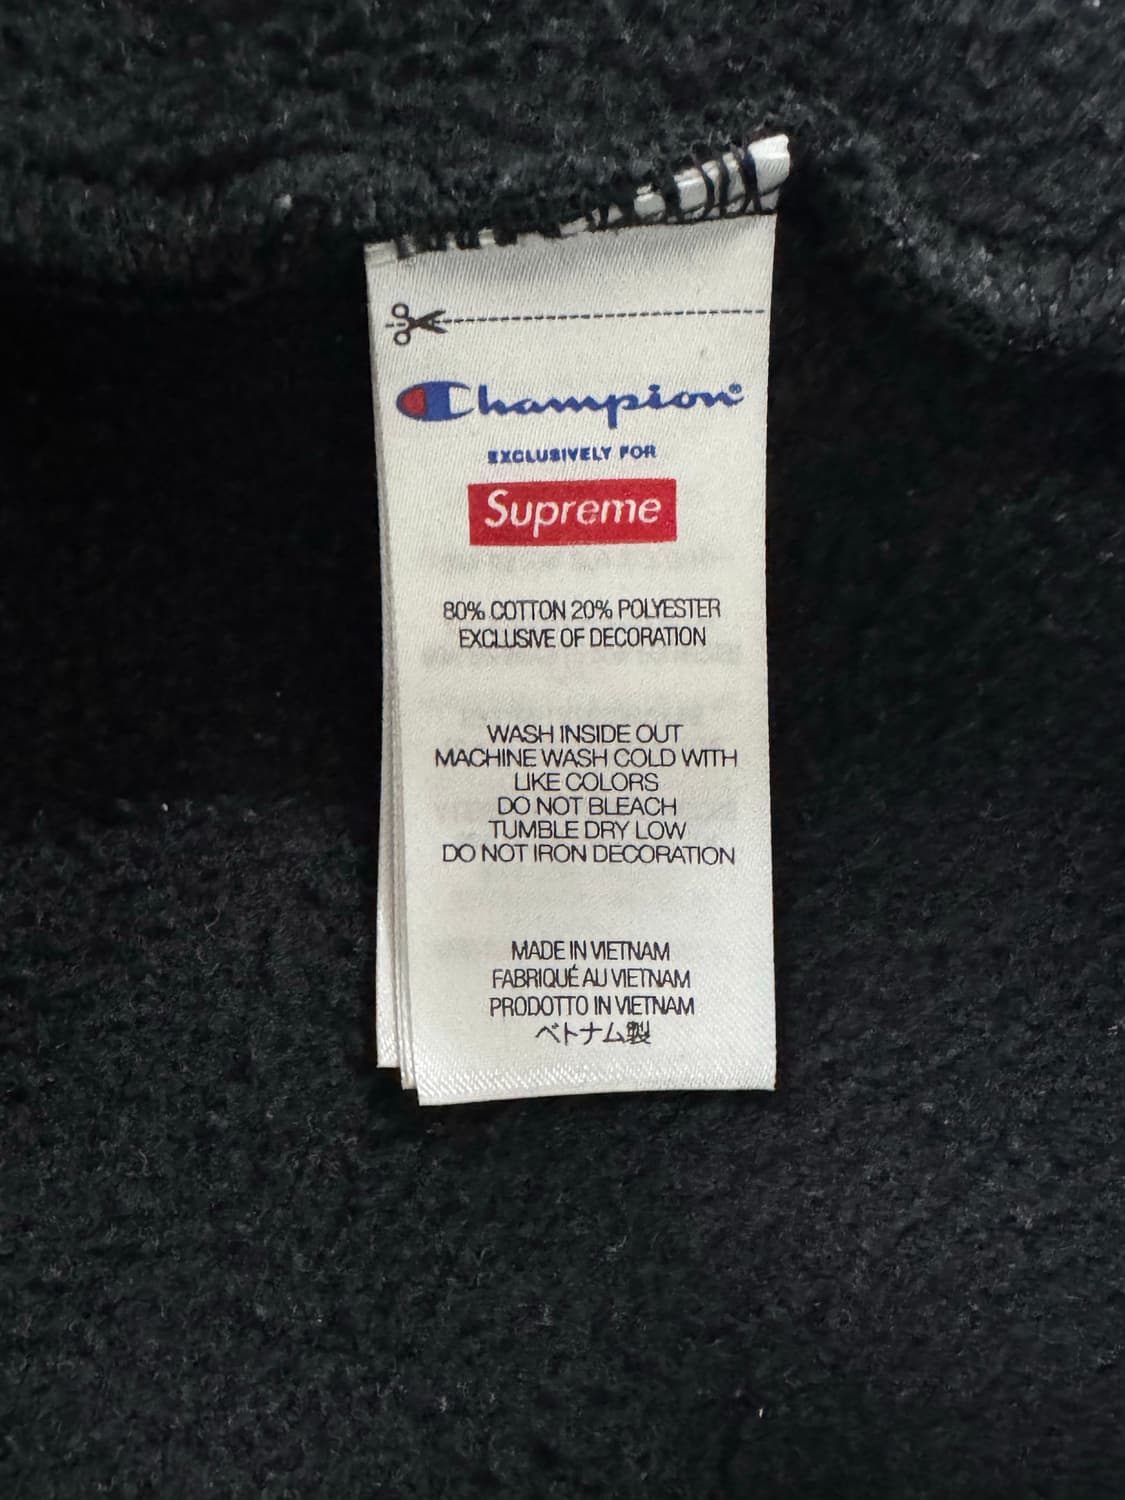 Champion®
EXCLUSIVELY FOR
Supreme
80% COTTON 20% POLYESTER
EXCLUSIVE OF DECORATION
WASH INSIDE OUT
MACHINE WASH COLD WITH
LIKE COLORS
DO NOT BLEACH
TUMBLE DRY LOW
DO NOT IRON DECORATION
MADE IN VIETNAM
FABRIQUÉ AU VIETNAM
PRODOTTO IN VIETNAM
ベトナム製